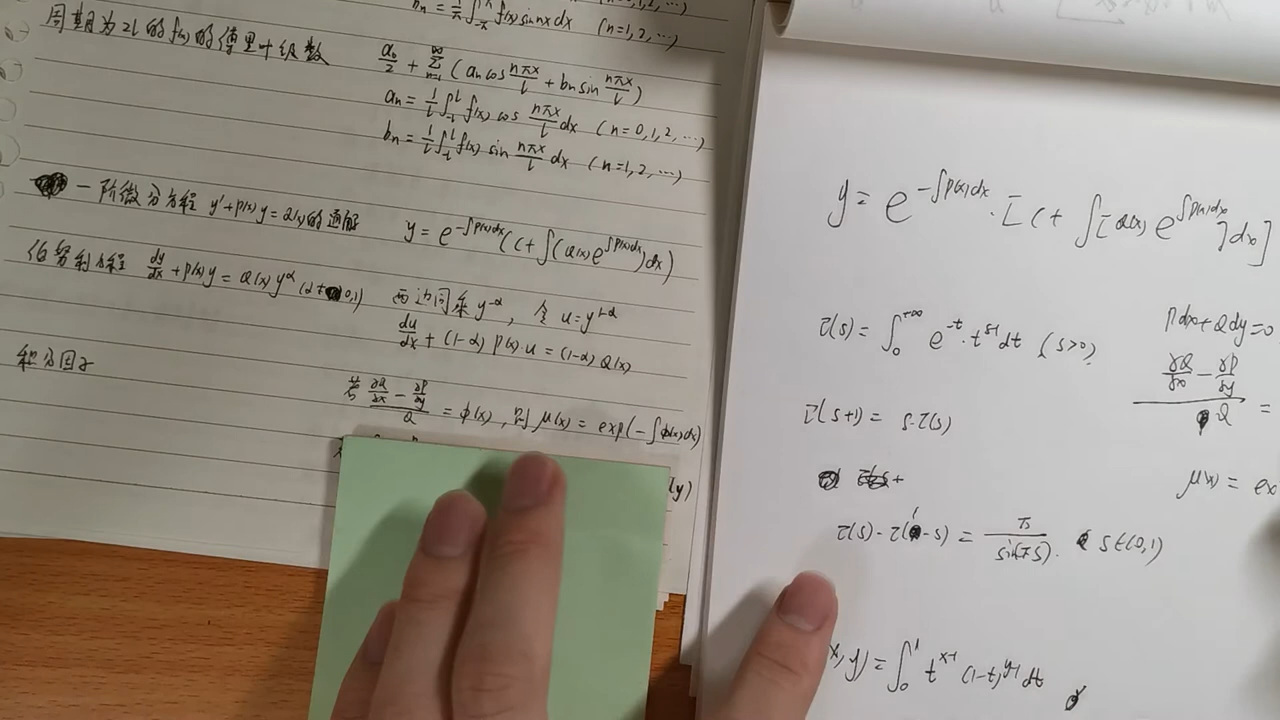 bₙ = 1/π ∫_{-π}^{π} f(x) sin nx dx (n=1,2,…)
周期为2l的f(x)的傅里叶级数 a₀/2 + Σ_{n=1}^{∞} (aₙ cos nπx/l + bₙ sin nπx/l)
aₙ = 1/l ∫_{-l}^{l} f(x) cos nπx/l dx (n=0,1,2,…)
bₙ = 1/l ∫_{-l}^{l} f(x) sin nπx/l dx (n=1,2,…)
一阶微分方程 y'+p(x)y=Q(x)的通解 y = e^{-∫p(x)dx}(C+∫(Q(x)e^{∫p(x)dx})dx)
伯努利方程 dy/dx + p(x)y = Q(x)y^α (α≠0,1) 两边同乘y^{-α}, 令 u=y^{1-α}
du/dx + (1-α) p(x)·u = (1-α) Q(x)
积分因子
若 (∂Q/∂x - ∂P/∂y)/Q = φ(x), 则 μ(x) = exp(-∫φ(x)dx)
dy)
y = e^{-∫p(x)dx}·[C+∫[Q(x)e^{∫p(x)dx}]dx]
τ(s) = ∫_0^{+∞} e^{-t}·t^{s-1}dt (s>0)
τ(s+1) = s·τ(s)
τ(s)·τ(1-s) = π/sin(πs). s∈(0,1)
x,y) = ∫_0^1 t^{x-1}(1-t)^{y-1}dt
Pdx+Qdy=0
(∂Q/∂x - ∂P/∂y)/Q =
μ(x) = ex